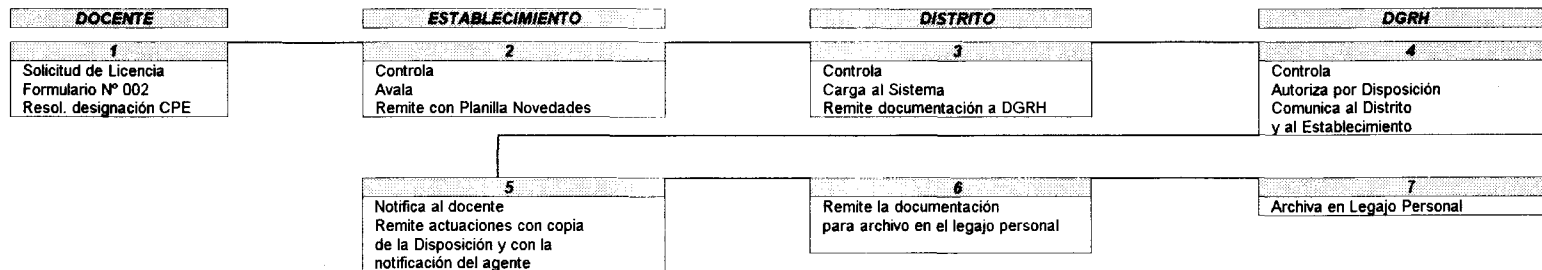 DOCENTE
ESTABLECIMIENTO
DISTRITO
DGRH
1
Solicitud de Licencia
Formulario Nº 002
Resol. designación CPE
2
Controla
Avala
Remite con Planilla Novedades
3
Controla
Carga al Sistema
Remite documentación a DGRH
4
Controla
Autoriza por Disposición
Comunica al Distrito
y al Establecimiento
5
Notifica al docente
Remite actuaciones con copia
de la Disposición y con la
notificación del agente
6
Remite la documentación
para archivo en el legajo personal
7
Archiva en Legajo Personal